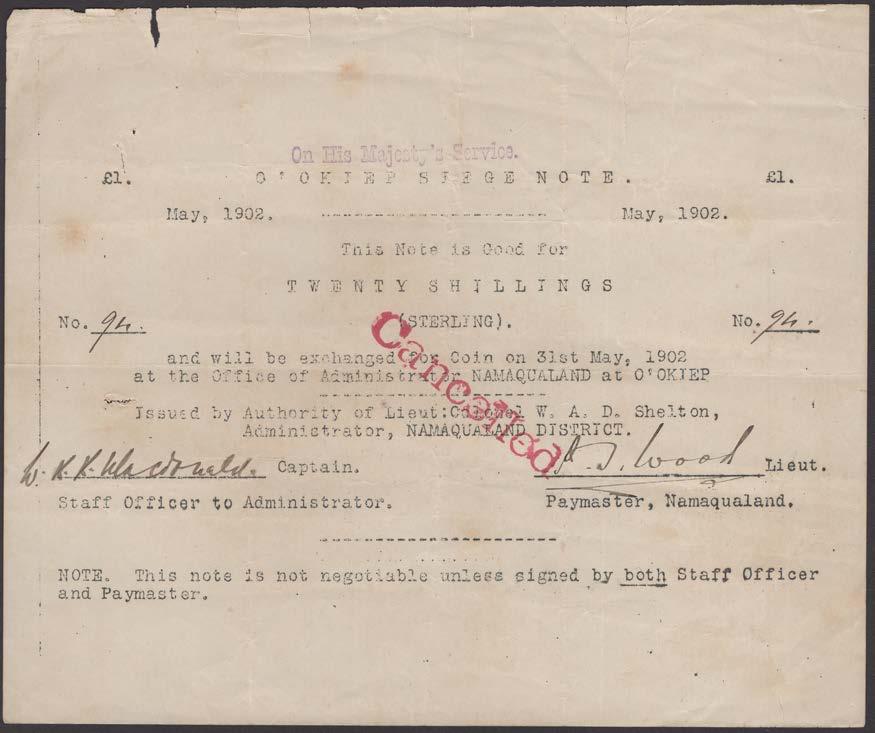 On His Majesty's Service.
£1. O'OKIEP SIEGE NOTE. £1.
May, 1902. May, 1902.
This Note is Good for
TWENTY SHILLINGS
No. 94. (STERLING). No. 94.
Cancelled
and will be exchanged for Coin on 31st May, 1902
at the Office of Administrator NAMAQUALAND at O'OKIEP
Issued by Authority of Lieut:Colonel W. A. D. Shelton,
Administrator, NAMAQUALAND DISTRICT.
W. K. K. Macdonald. Captain. Wood Lieut.
Staff Officer to Administrator. Paymaster, Namaqualand.
NOTE. This note is not negotiable unless signed by both Staff Officer
and Paymaster.